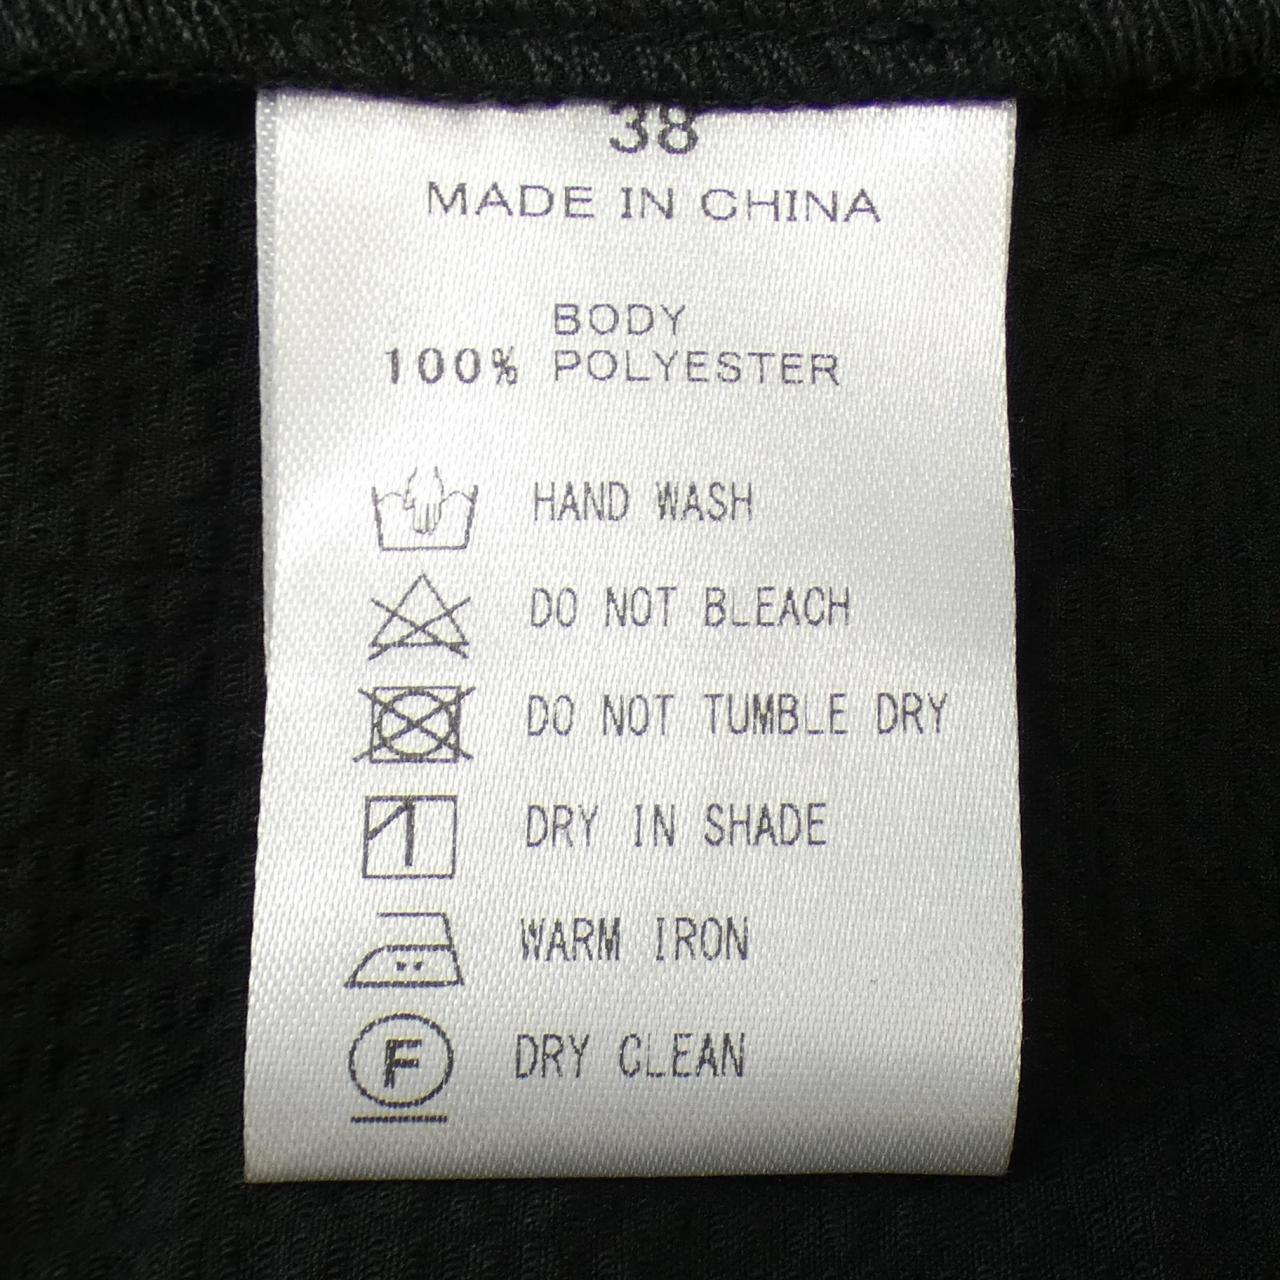 38
MADE IN CHINA
BODY
100% POLYESTER
HAND WASH
DO NOT BLEACH
DO NOT TUMBLE DRY
DRY IN SHADE
WARM IRON
F DRY CLEAN